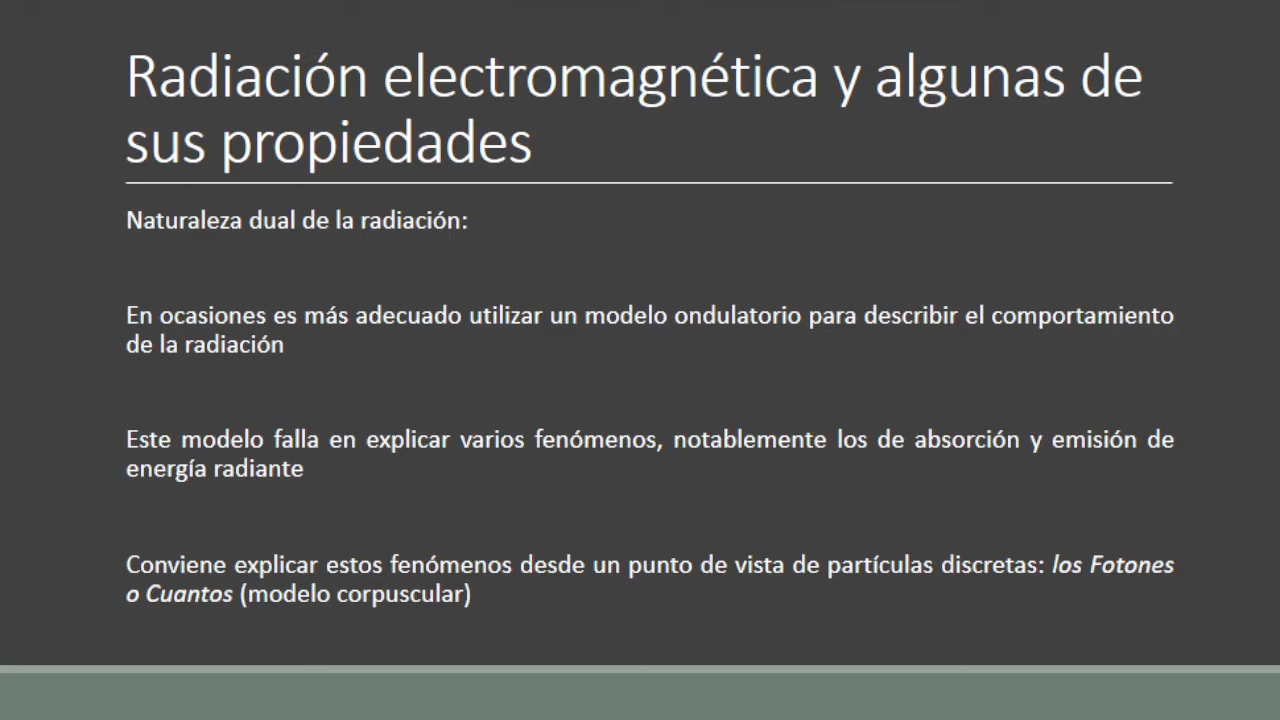 Radiación electromagnética y algunas de
sus propiedades
Naturaleza dual de la radiación:
En ocasiones es más adecuado utilizar un modelo ondulatorio para describir el comportamiento
de la radiación
Este modelo falla en explicar varios fenómenos, notablemente los de absorción y emisión de
energía radiante
Conviene explicar estos fenómenos desde un punto de vista de partículas discretas: los Fotones
o Cuantos (modelo corpuscular)